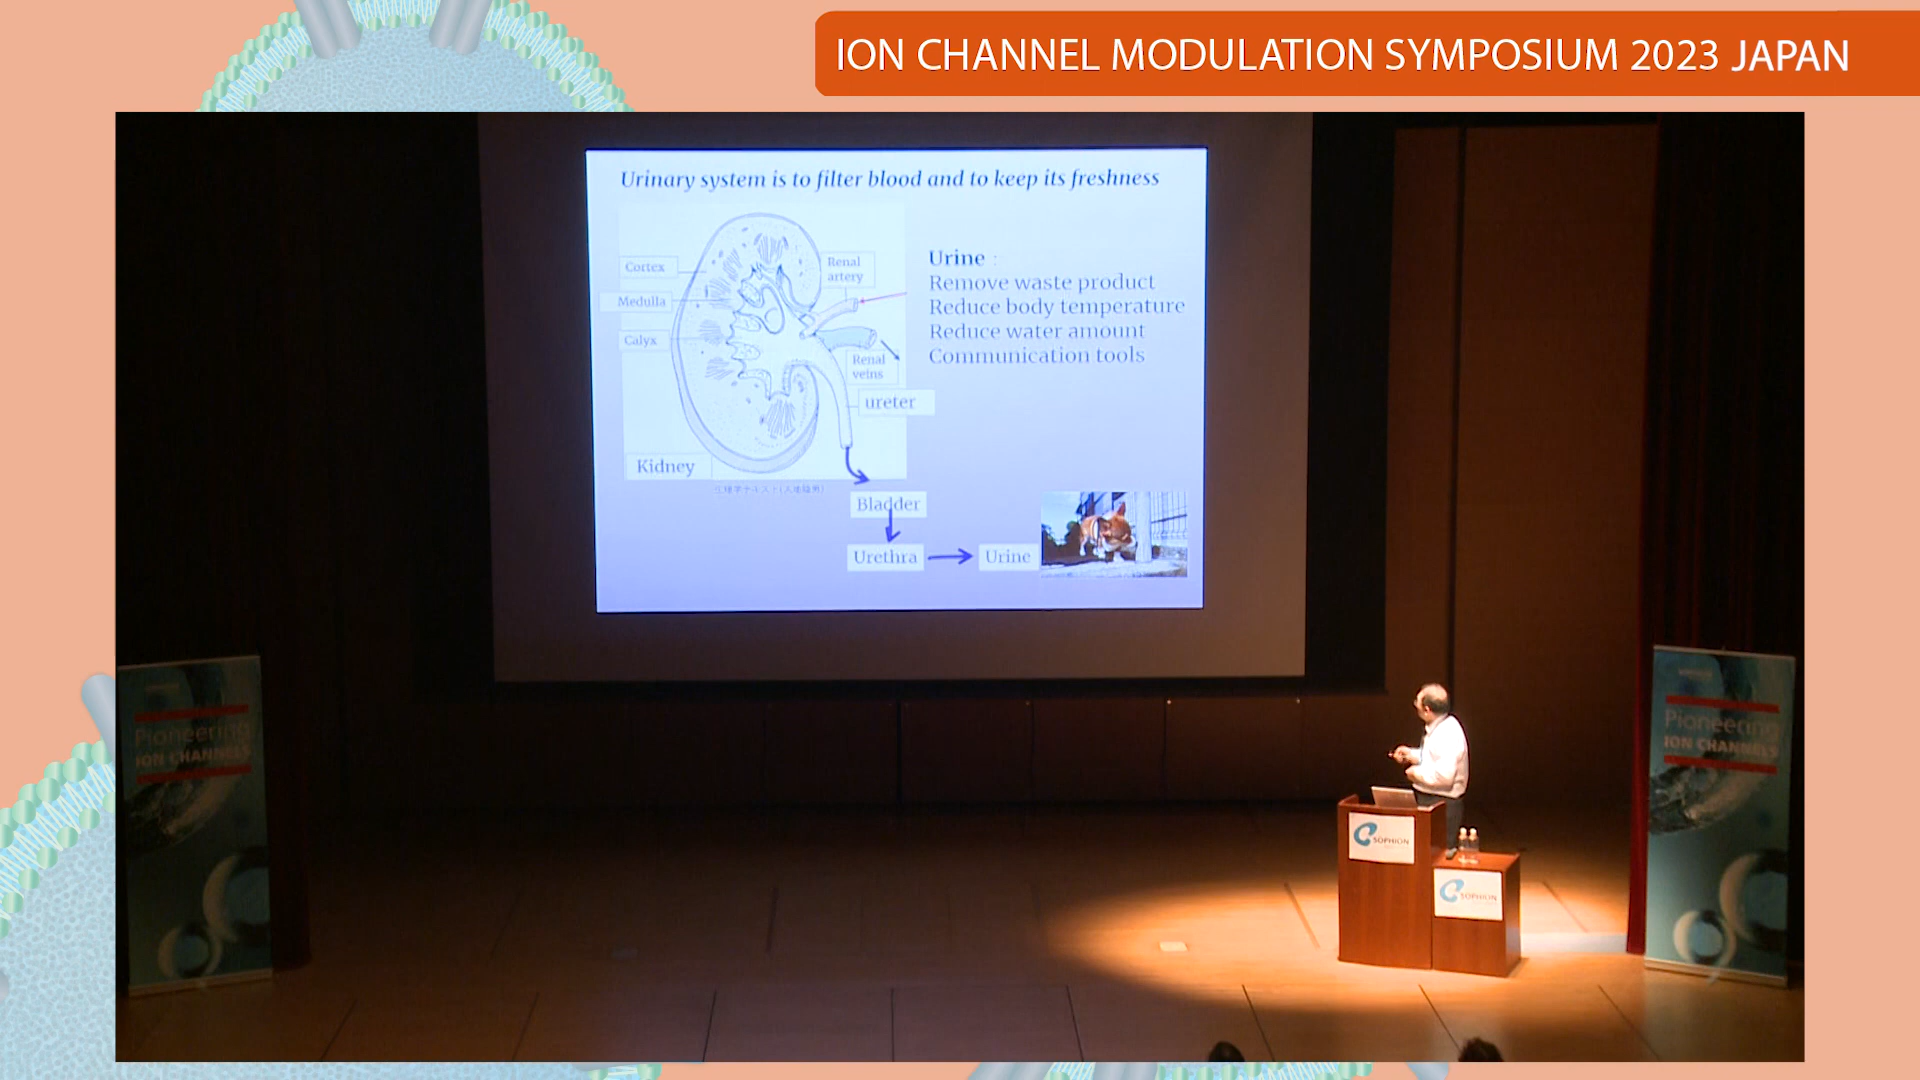 ION CHANNEL MODULATION SYMPOSIUM 2023 JAPAN
Urinary system is to filter blood and to keep its freshness
Cortex
Medulla
Calyx
Renal
artery
Renal
veins
ureter
Kidney
Urine :
Remove waste product
Reduce body temperature
Reduce water amount
Communication tools
Bladder
Urethra
Urine
Pioneering
ION CHANNELS
Pioneering
ION CHANNELS
SOPHION
SOPHION